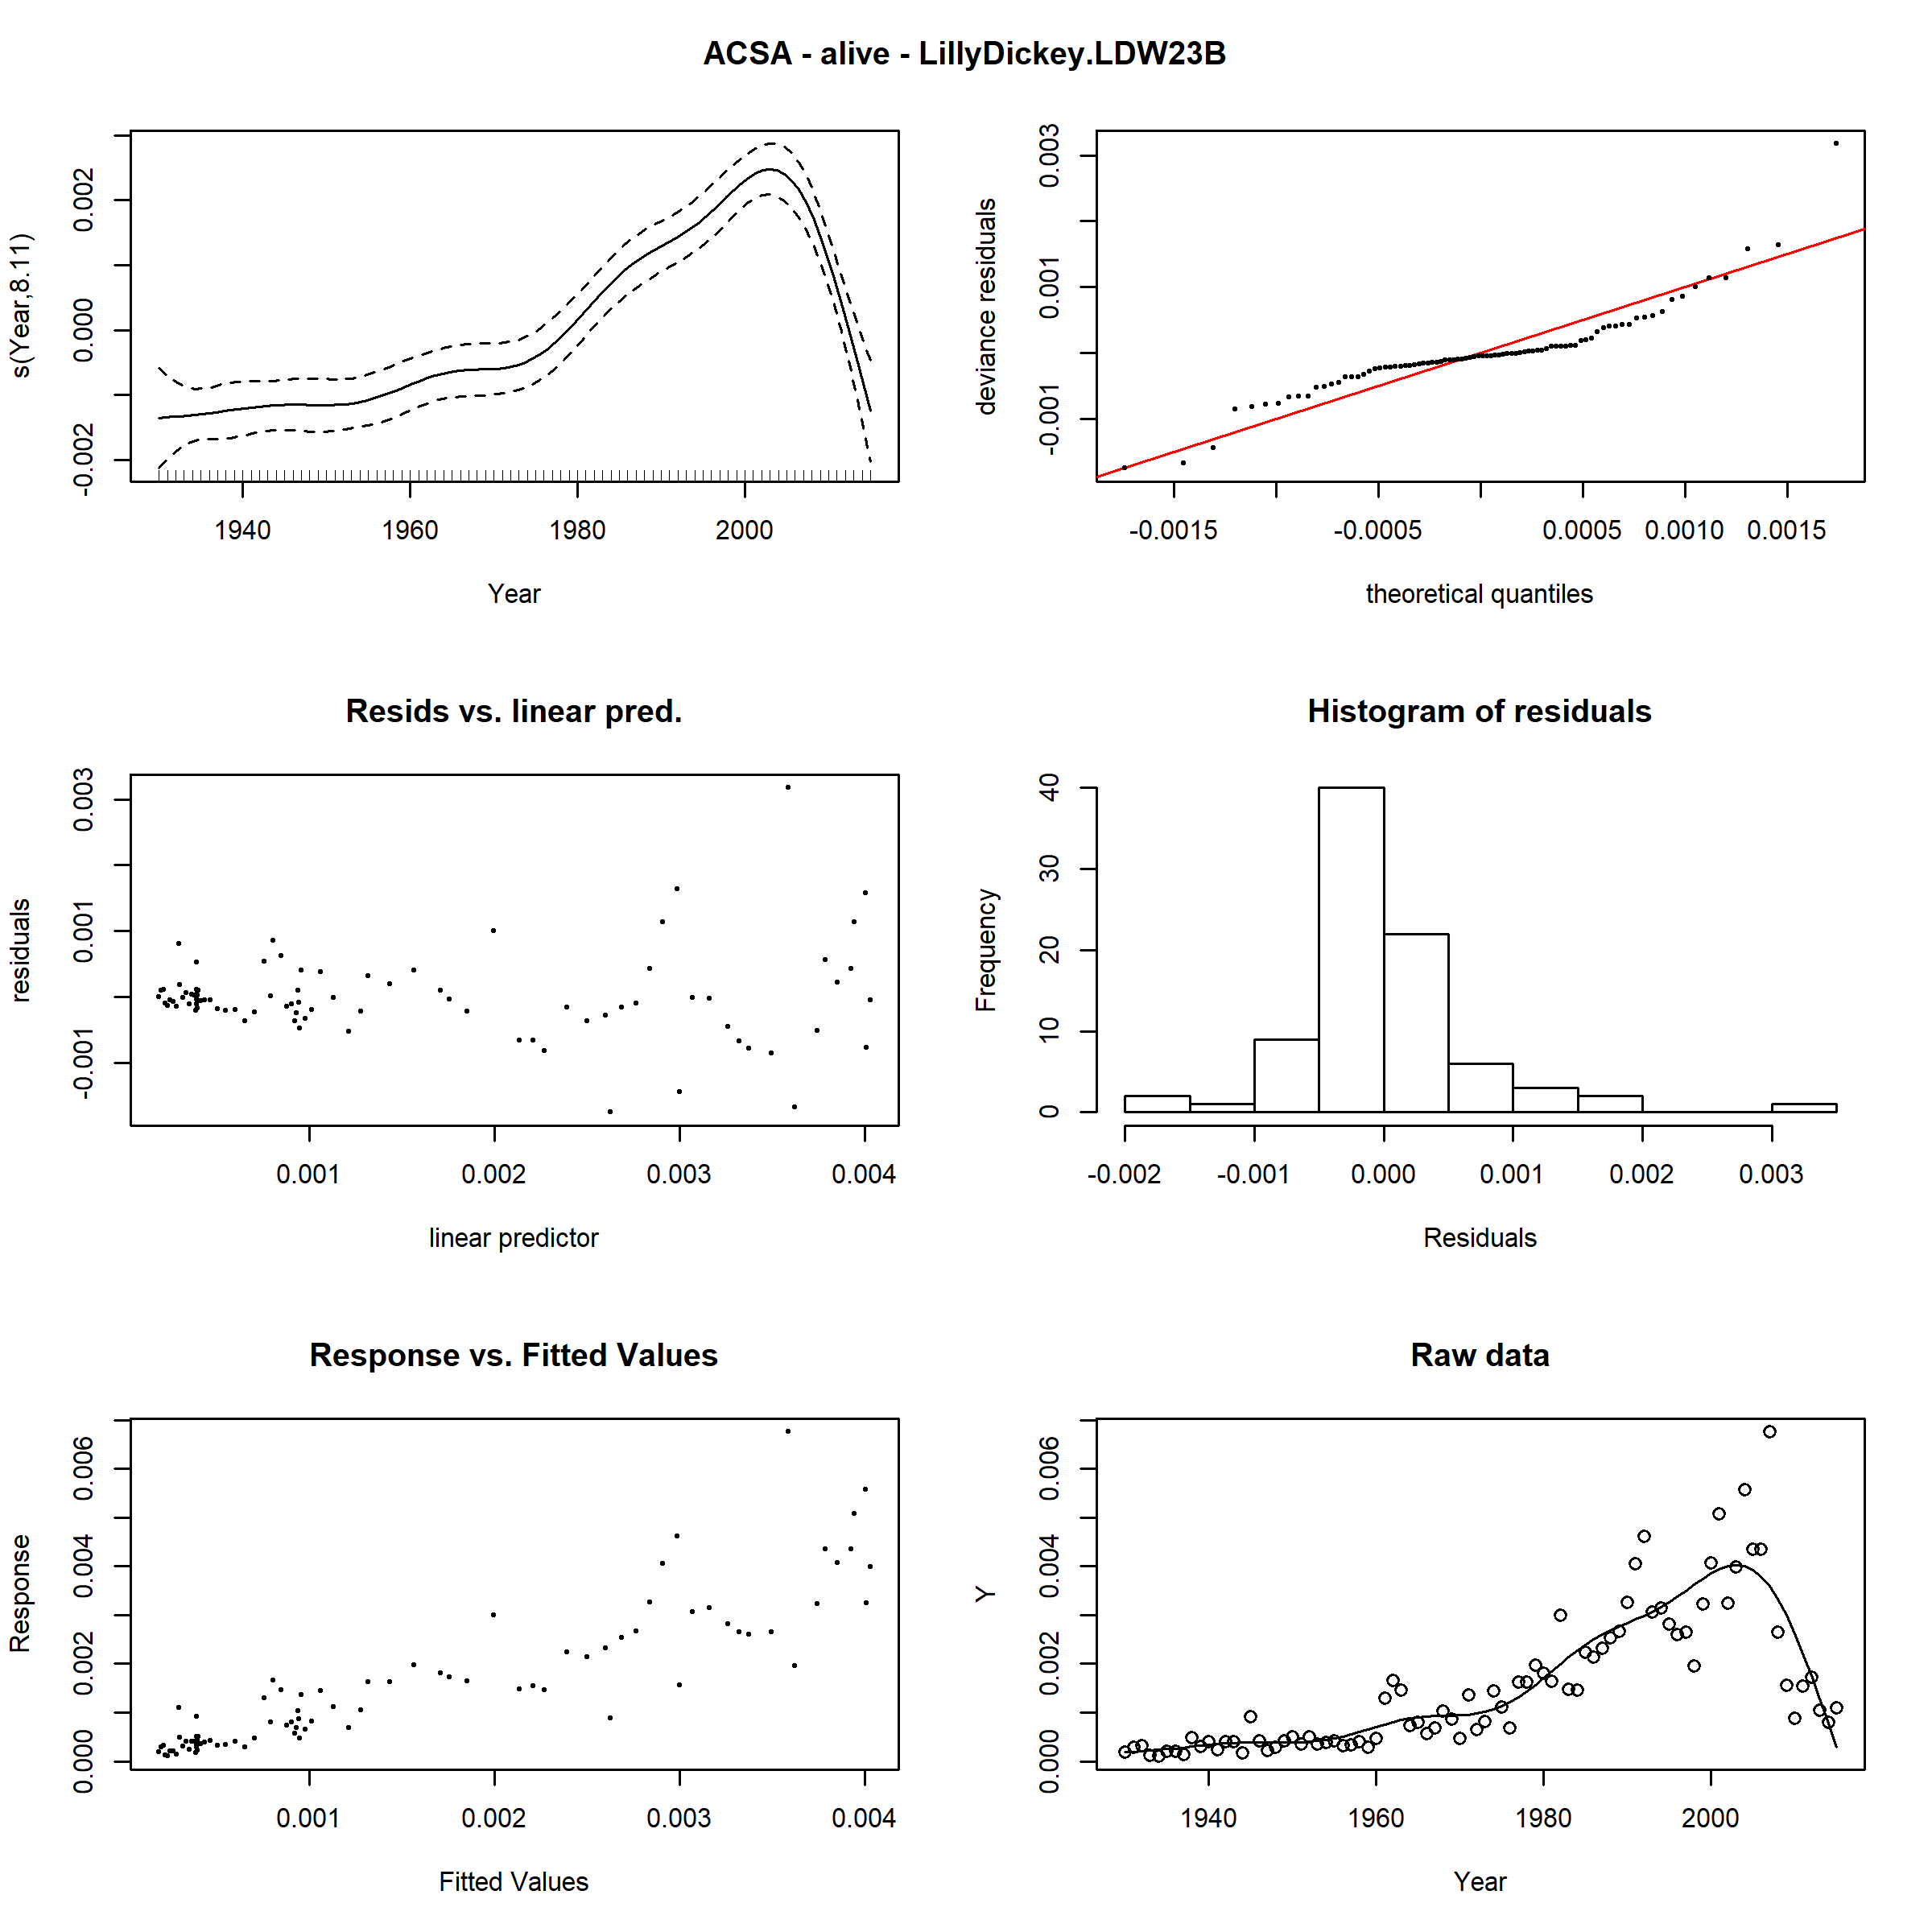 ACSA - alive - LillyDickey.LDW23B
s(Year,8.11)
-0.002 0.000 0.002
1940 1960 1980 2000
Year
deviance residuals
-0.001 0.001 0.003
-0.0015 -0.0005 0.0005 0.0010 0.0015
theoretical quantiles
Resids vs. linear pred.
residuals
-0.001 0.001 0.003
0.001 0.002 0.003 0.004
linear predictor
Histogram of residuals
Frequency
0 10 20 30 40
-0.002 -0.001 0.000 0.001 0.002 0.003
Residuals
Response vs. Fitted Values
Response
0.000 0.002 0.004 0.006
0.001 0.002 0.003 0.004
Fitted Values
Raw data
Y
0.000 0.002 0.004 0.006
1940 1960 1980 2000
Year